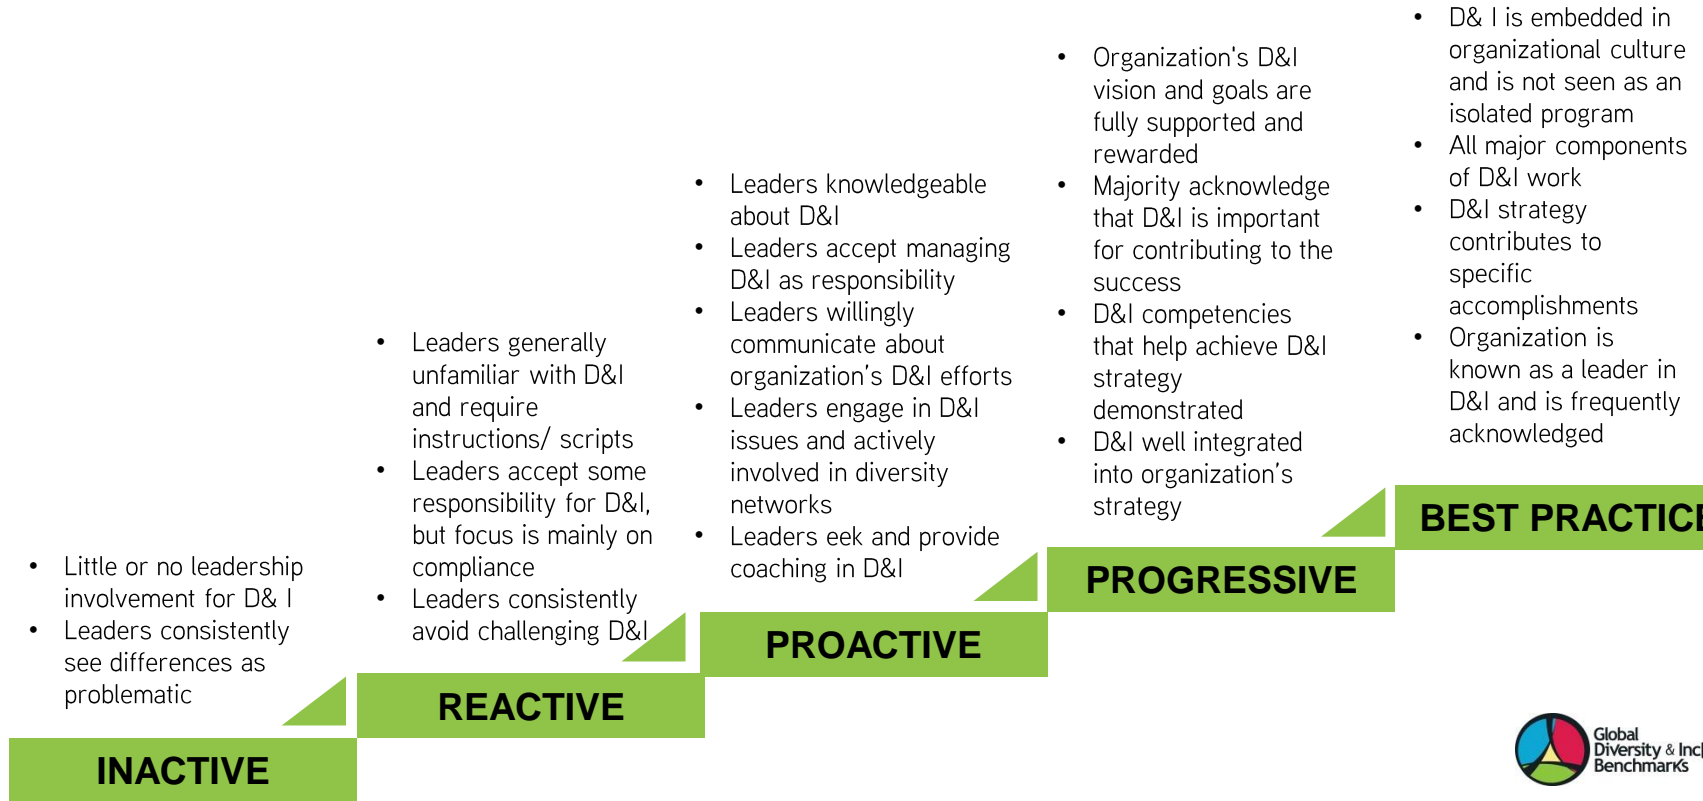 • Little or no leadership
involvement for D& I
• Leaders consistently
see differences as
problematic
INACTIVE
• Leaders generally
unfamiliar with D&I
and require
instructions/ scripts
• Leaders accept some
responsibility for D&I,
but focus is mainly on
compliance
• Leaders consistently
avoid challenging D&I
REACTIVE
• Leaders knowledgeable
about D&I
• Leaders accept managing
D&I as responsibility
• Leaders willingly
communicate about
organization’s D&I efforts
• Leaders engage in D&I
issues and actively
involved in diversity
networks
• Leaders eek and provide
coaching in D&I
PROACTIVE
• Organization's D&I
vision and goals are
fully supported and
rewarded
• Majority acknowledge
that D&I is important
for contributing to the
success
• D&I competencies
that help achieve D&I
strategy
demonstrated
• D&I well integrated
into organization’s
strategy
PROGRESSIVE
• D& I is embedded in
organizational culture
and is not seen as an
isolated program
• All major components
of D&I work
• D&I strategy
contributes to
specific
accomplishments
• Organization is
known as a leader in
D&I and is frequently
acknowledged
BEST PRACTICE
Global
Diversity & Incl
Benchmarks